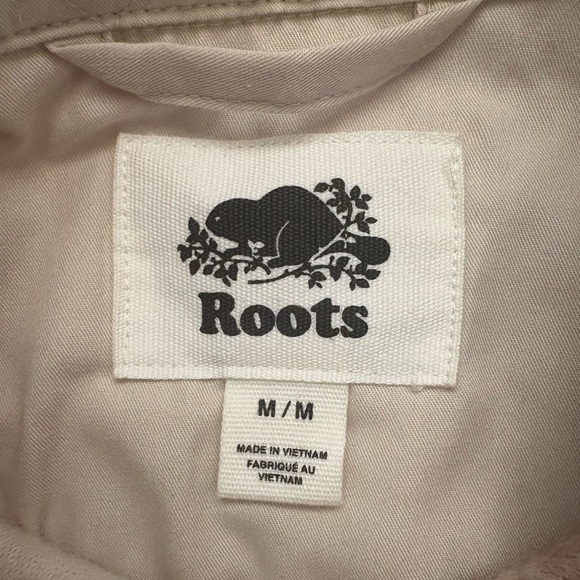 Roots
M / M
MADE IN VIETNAM
FABRIQUÉ AU
VIETNAM